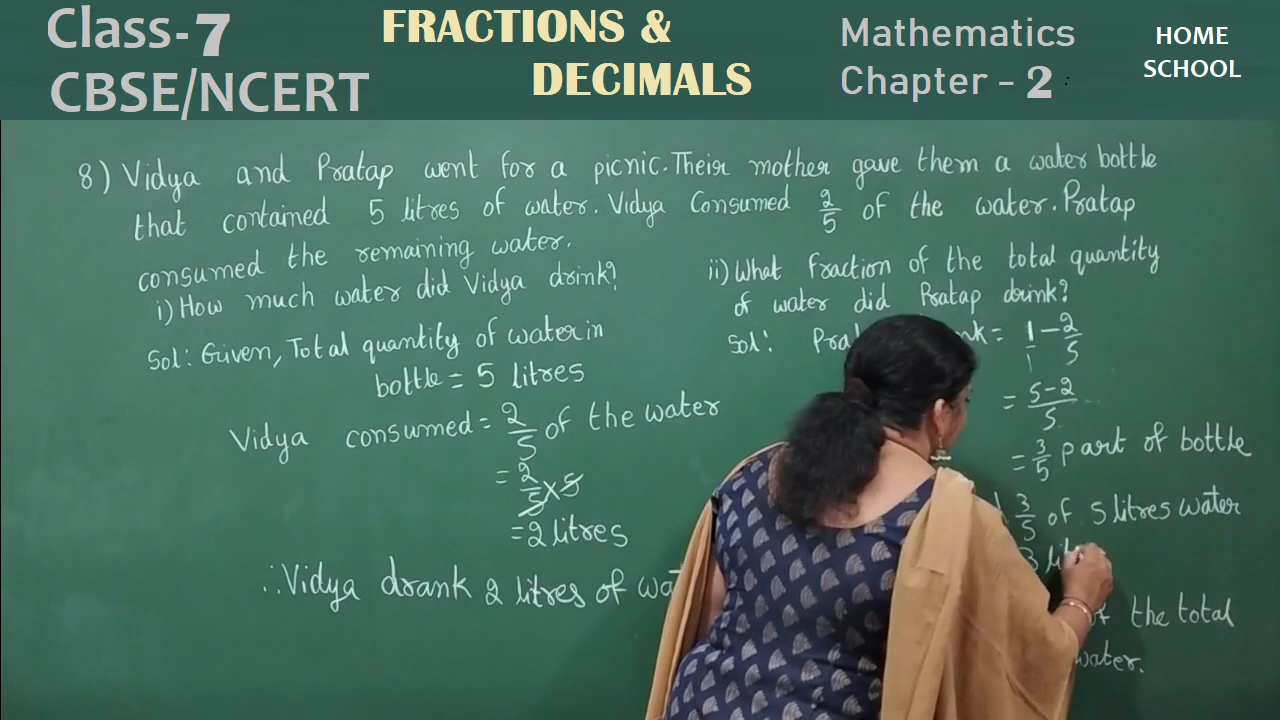 Class-7
CBSE/NCERT
FRACTIONS &
DECIMALS
Mathematics
Chapter - 2
HOME
SCHOOL
8) Vidya and Pratap went for a picnic. Their mother gave them a water bottle
that contained 5 litres of water. Vidya Consumed 2/5 of the water. Pratap
consumed the remaining water.
i) How much water did Vidya drink?
Sol: Given, Total quantity of water in
bottle = 5 litres
Vidya consumed = 2/5 of the water
= 2/5 × 5
= 2 litres
∴ Vidya drank 2 litres of
ii) What fraction of the total quantity
of water did Pratap drink?
Sol: = 1/1 - 2/5
= 5-2/5
= 3/5 part of bottle
3/5 of 5 litres water
3
of the total
water.